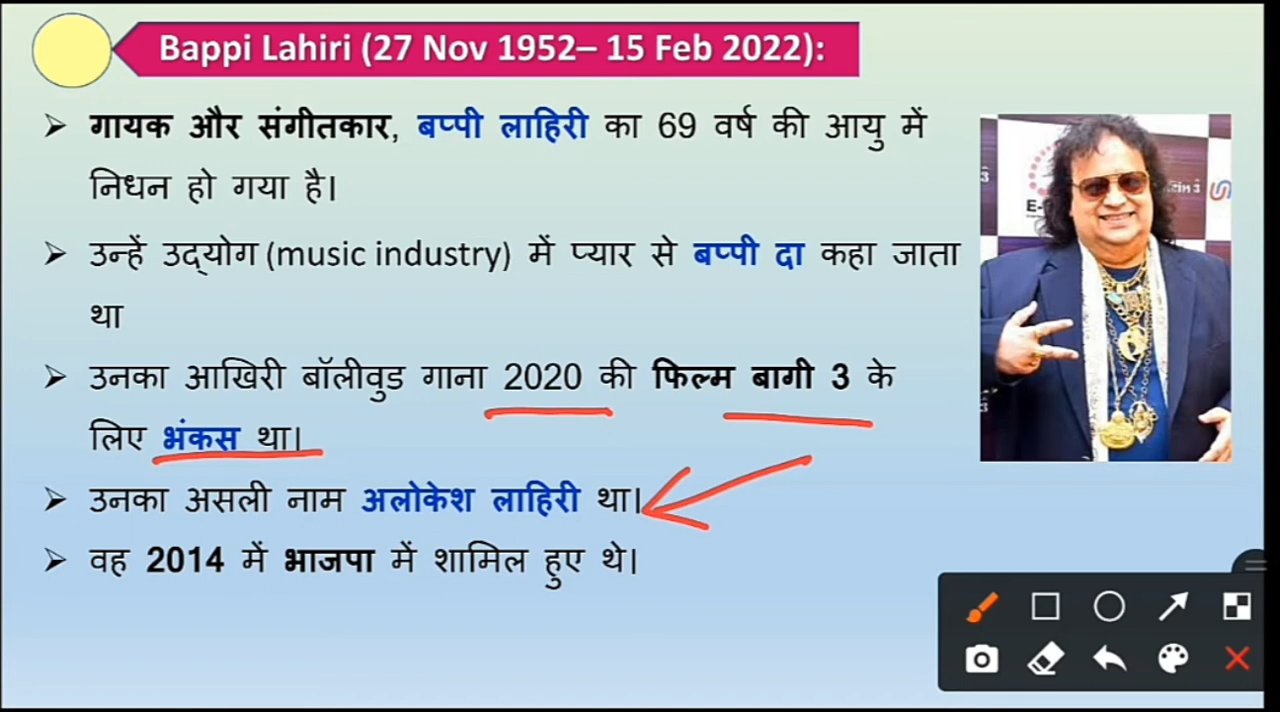 Bappi Lahiri (27 Nov 1952– 15 Feb 2022):
गायक और संगीतकार, बप्पी लाहिरी का 69 वर्ष की आयु में
निधन हो गया है।
उन्हें उद्योग (music industry) में प्यार से बप्पी दा कहा जाता
था
उनका आखिरी बॉलीवुड गाना 2020 की फिल्म बागी 3 के
लिए भंकस था।
उनका असली नाम अलोकेश लाहिरी था।
वह 2014 में भाजपा में शामिल हुए थे।